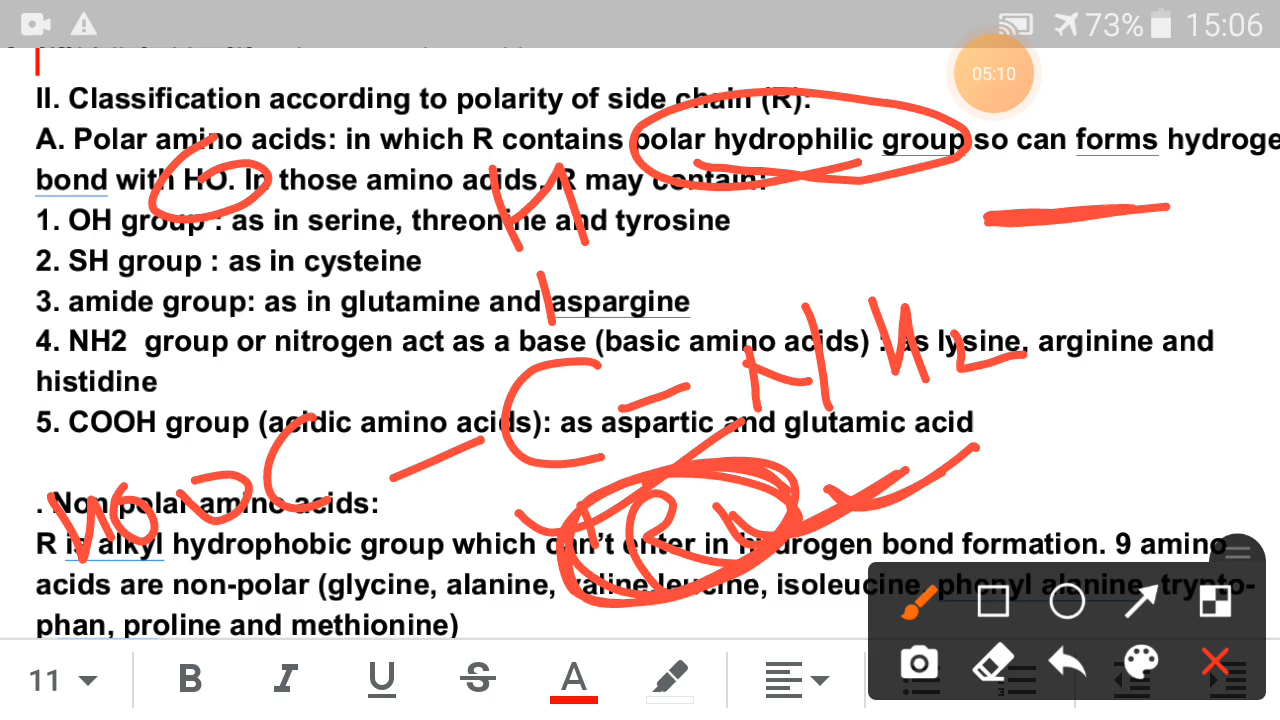 73% 15:06
05:10
II. Classification according to polarity of side chain (R):
A. Polar amino acids: in which R contains polar hydrophilic group so can forms hydroge
bond with HO. In those amino acids, R may contain:
1. OH group : as in serine, threonine and tyrosine
2. SH group : as in cysteine
3. amide group: as in glutamine and aspargine
4. NH2 group or nitrogen act as a base (basic amino acids) : as lysine, arginine and
histidine
5. COOH group (acidic amino acids): as aspartic and glutamic acid
H
HOOC - C - NH2
R
. Non polar amino acids:
R is alkyl hydrophobic group which can't enter in hydrogen bond formation. 9 amino
acids are non-polar (glycine, alanine, valine leucine, isoleucine, phenyl alanine, trypto-
phan, proline and methionine)
11 B I U S A